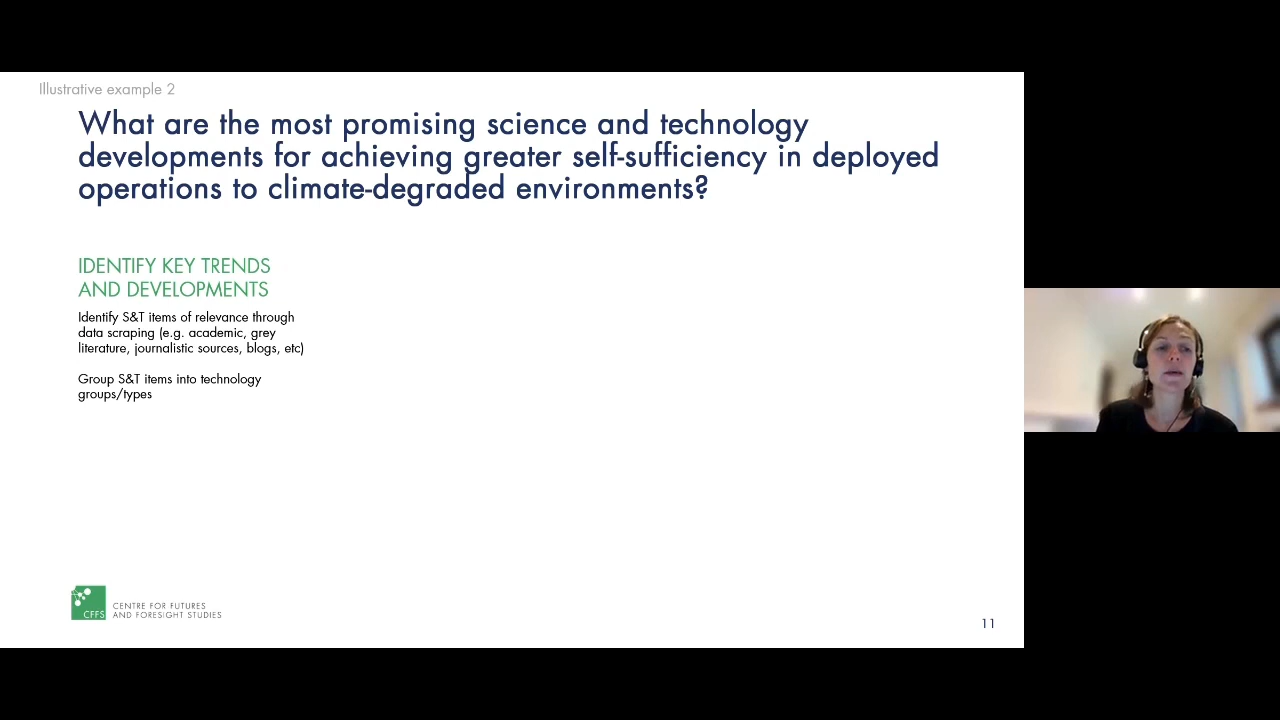 Illustrative example 2
What are the most promising science and technology
developments for achieving greater self-sufficiency in deployed
operations to climate-degraded environments?
IDENTIFY KEY TRENDS
AND DEVELOPMENTS
Identify S&T items of relevance through
data scraping (e.g. academic, grey
literature, journalistic sources, blogs, etc)
Group S&T items into technology
groups/types
CFFS
CENTRE FOR FUTURES
AND FORESIGHT STUDIES
11